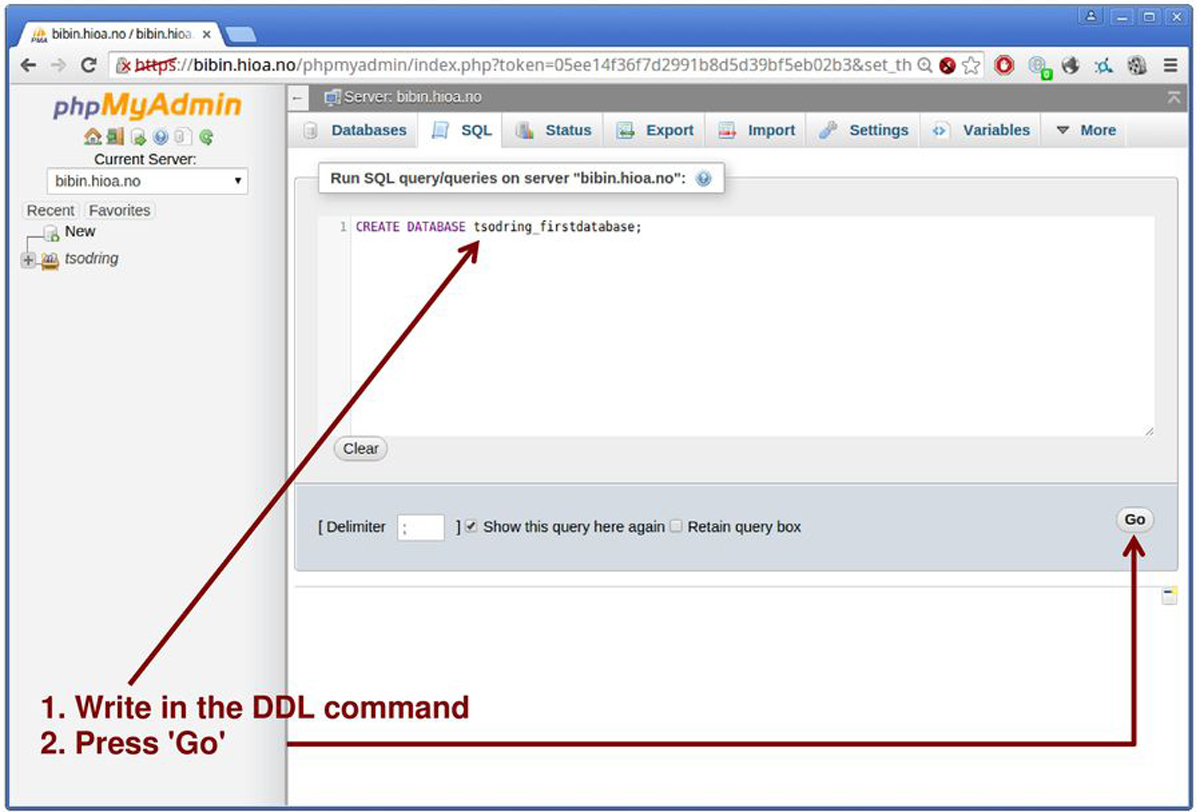 bibin.hioa.no / bibin.hioa
https://bibin.hioa.no/phpmyadmin/index.php?token=05ee14f36f7d2991b8d5d39bf5eb02b3&set_th
phpMyAdmin
Current Server:
bibin.hioa.no
Recent Favorites
New
tsodring
Server: bibin.hioa.no
Databases SQL Status Export Import Settings Variables More
Run SQL query/queries on server "bibin.hioa.no":
1 CREATE DATABASE tsodring_firstdatabase;
Clear
[ Delimiter ; ] Show this query here again Retain query box
Go
1. Write in the DDL command
2. Press 'Go'